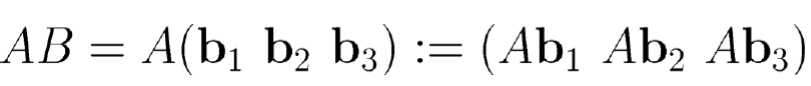 AB = A(b₁ b₂ b₃) := (Ab₁ Ab₂ Ab₃)